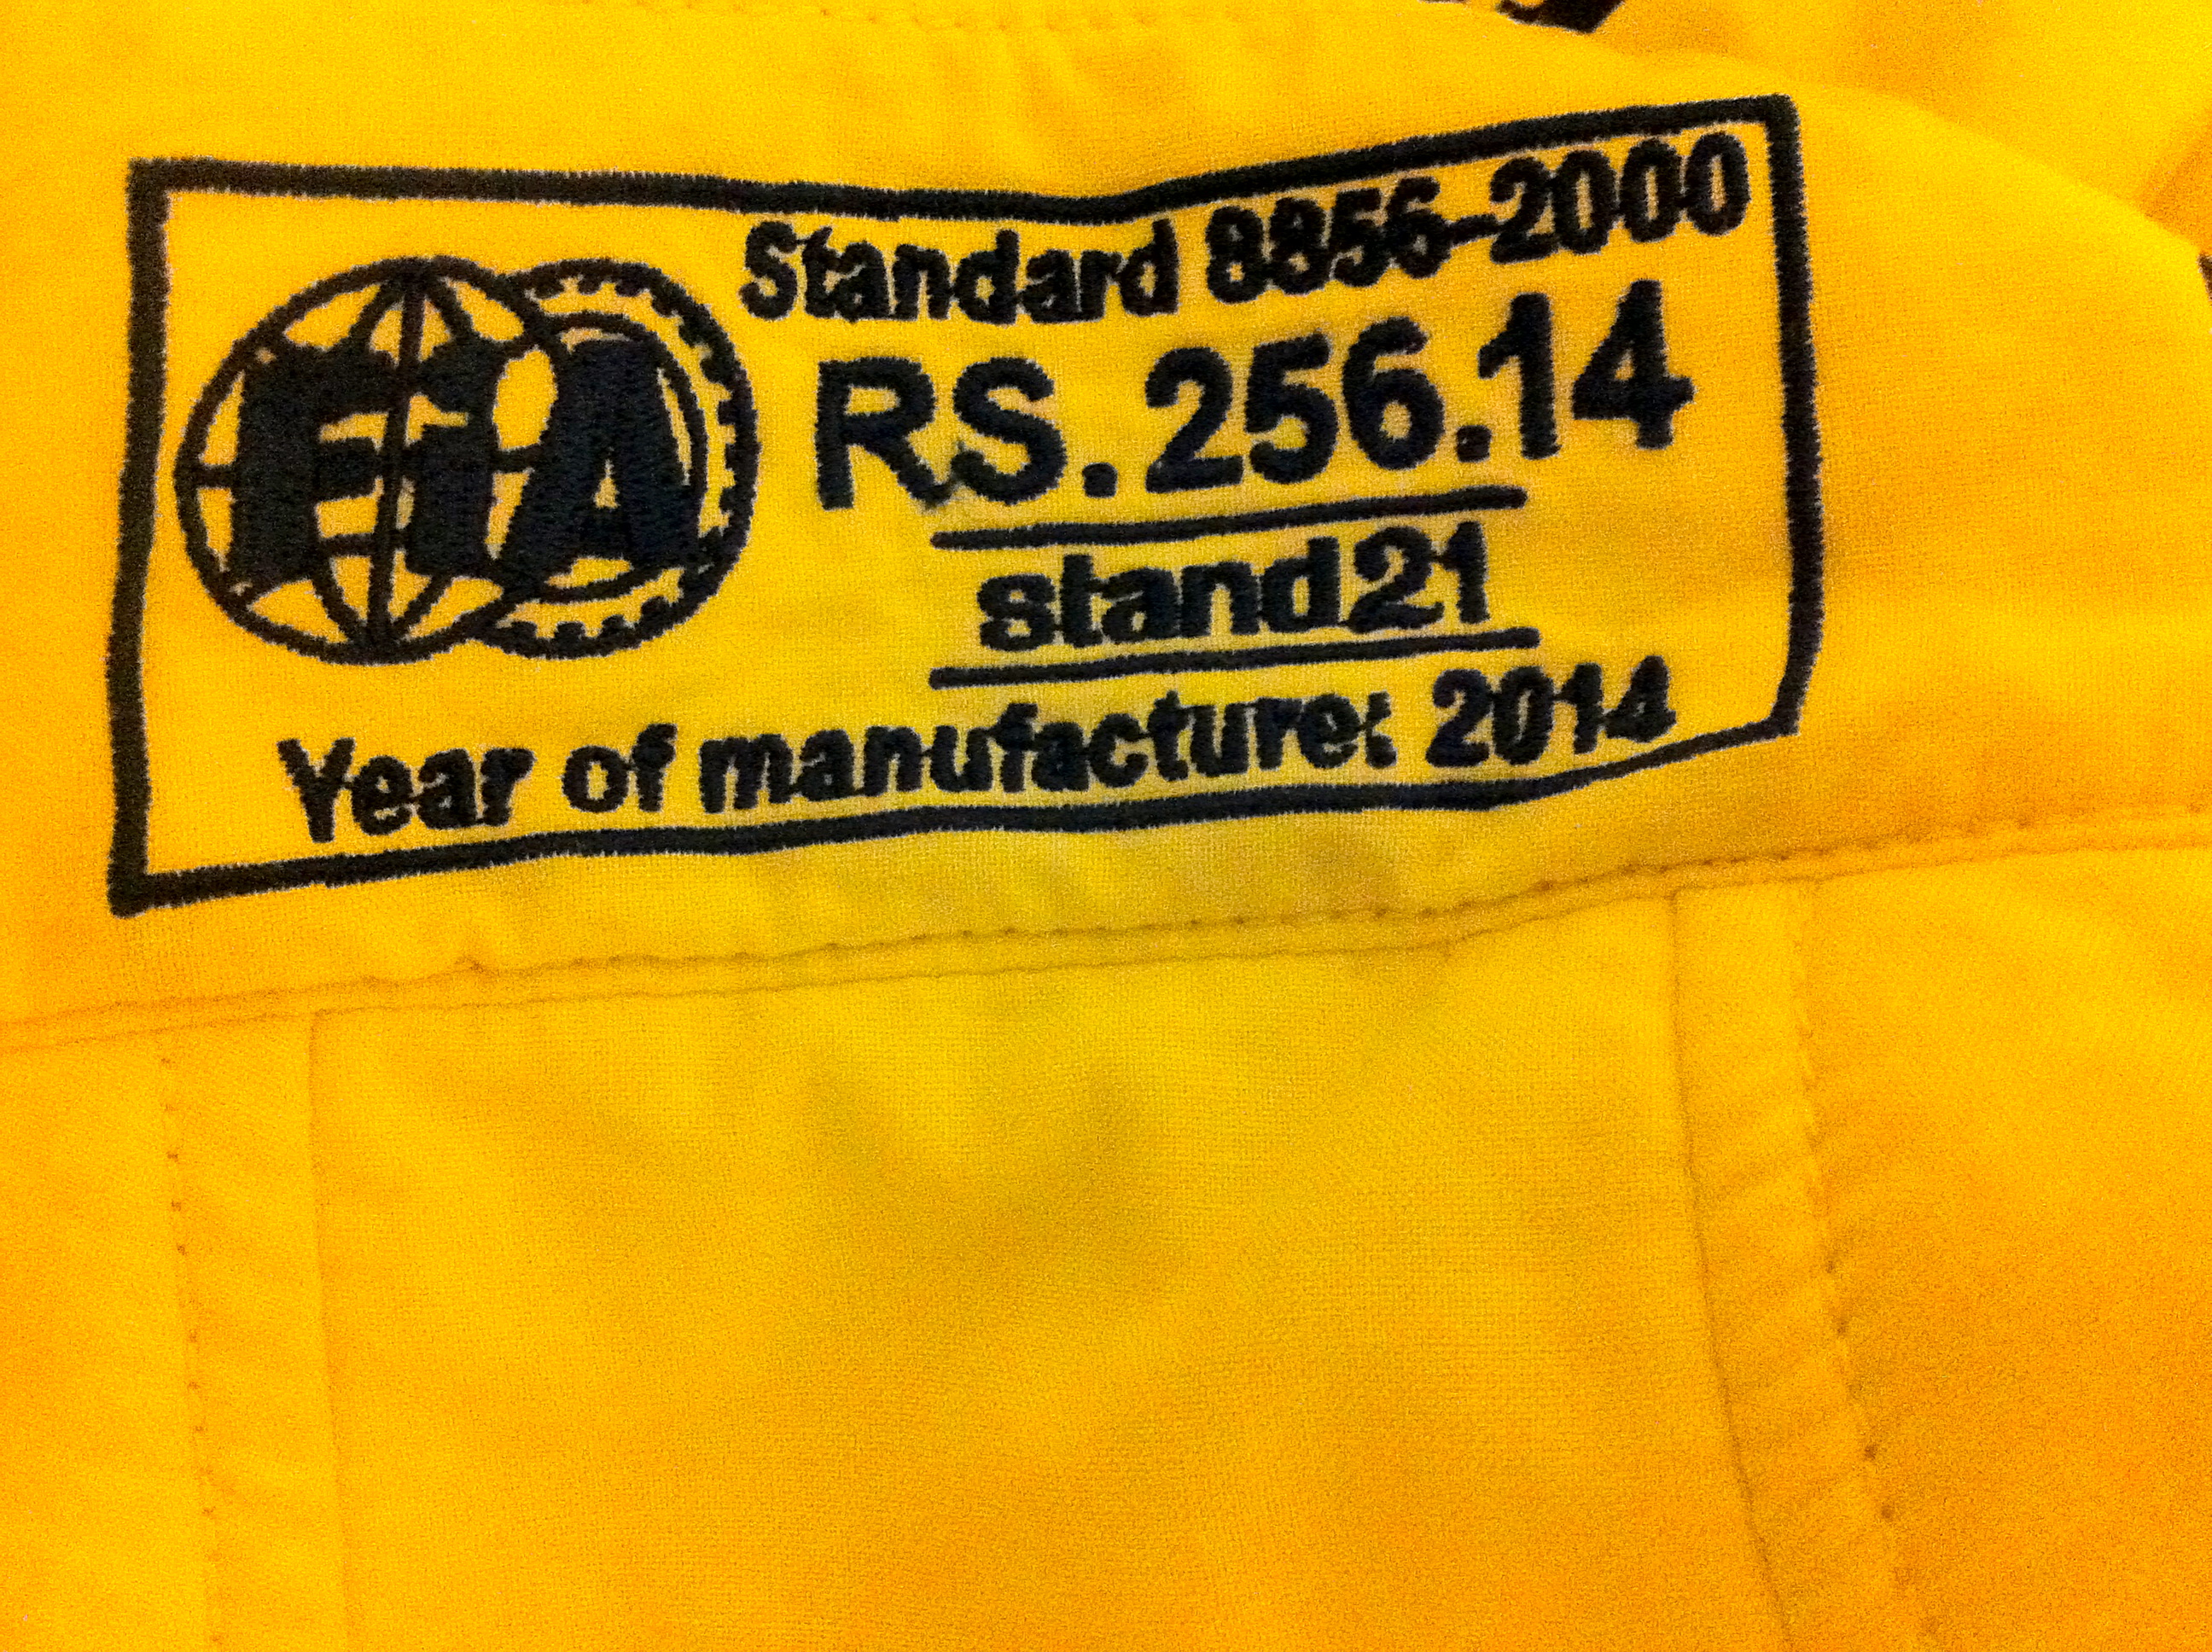 FiA
Standard 8856-2000
RS.256.14
stand21
Year of manufacture: 2014